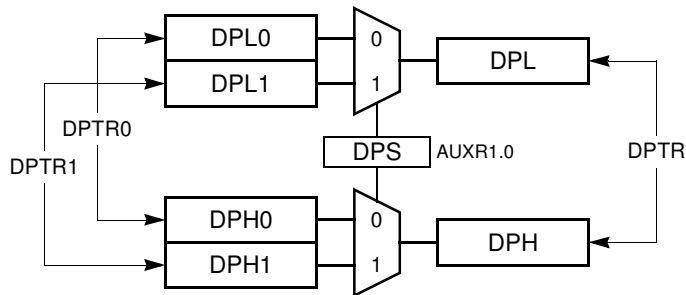 DPL0
0
DPL
DPL1
1
DPTR0
DPS
AUXR1.0
DPTR
DPTR1
DPH0
0
DPH
DPH1
1